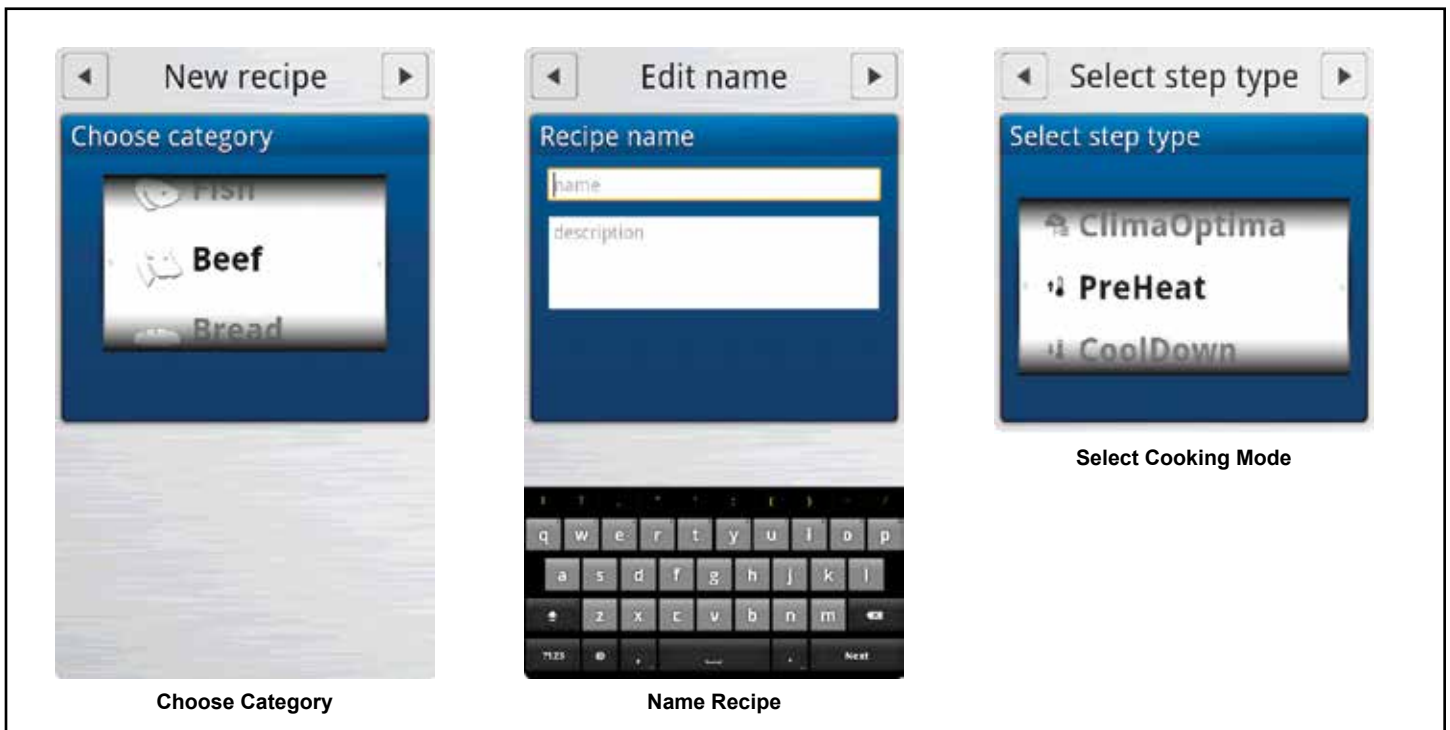 New recipe
Choose category
Fish
Beef
Bread
Choose Category
Edit name
Recipe name
name
description
q w e r t y u i o p
a s d f g h j k l
z x c v b n m
?123 , . Next
Name Recipe
Select step type
Select step type
ClimaOptima
PreHeat
CoolDown
Select Cooking Mode